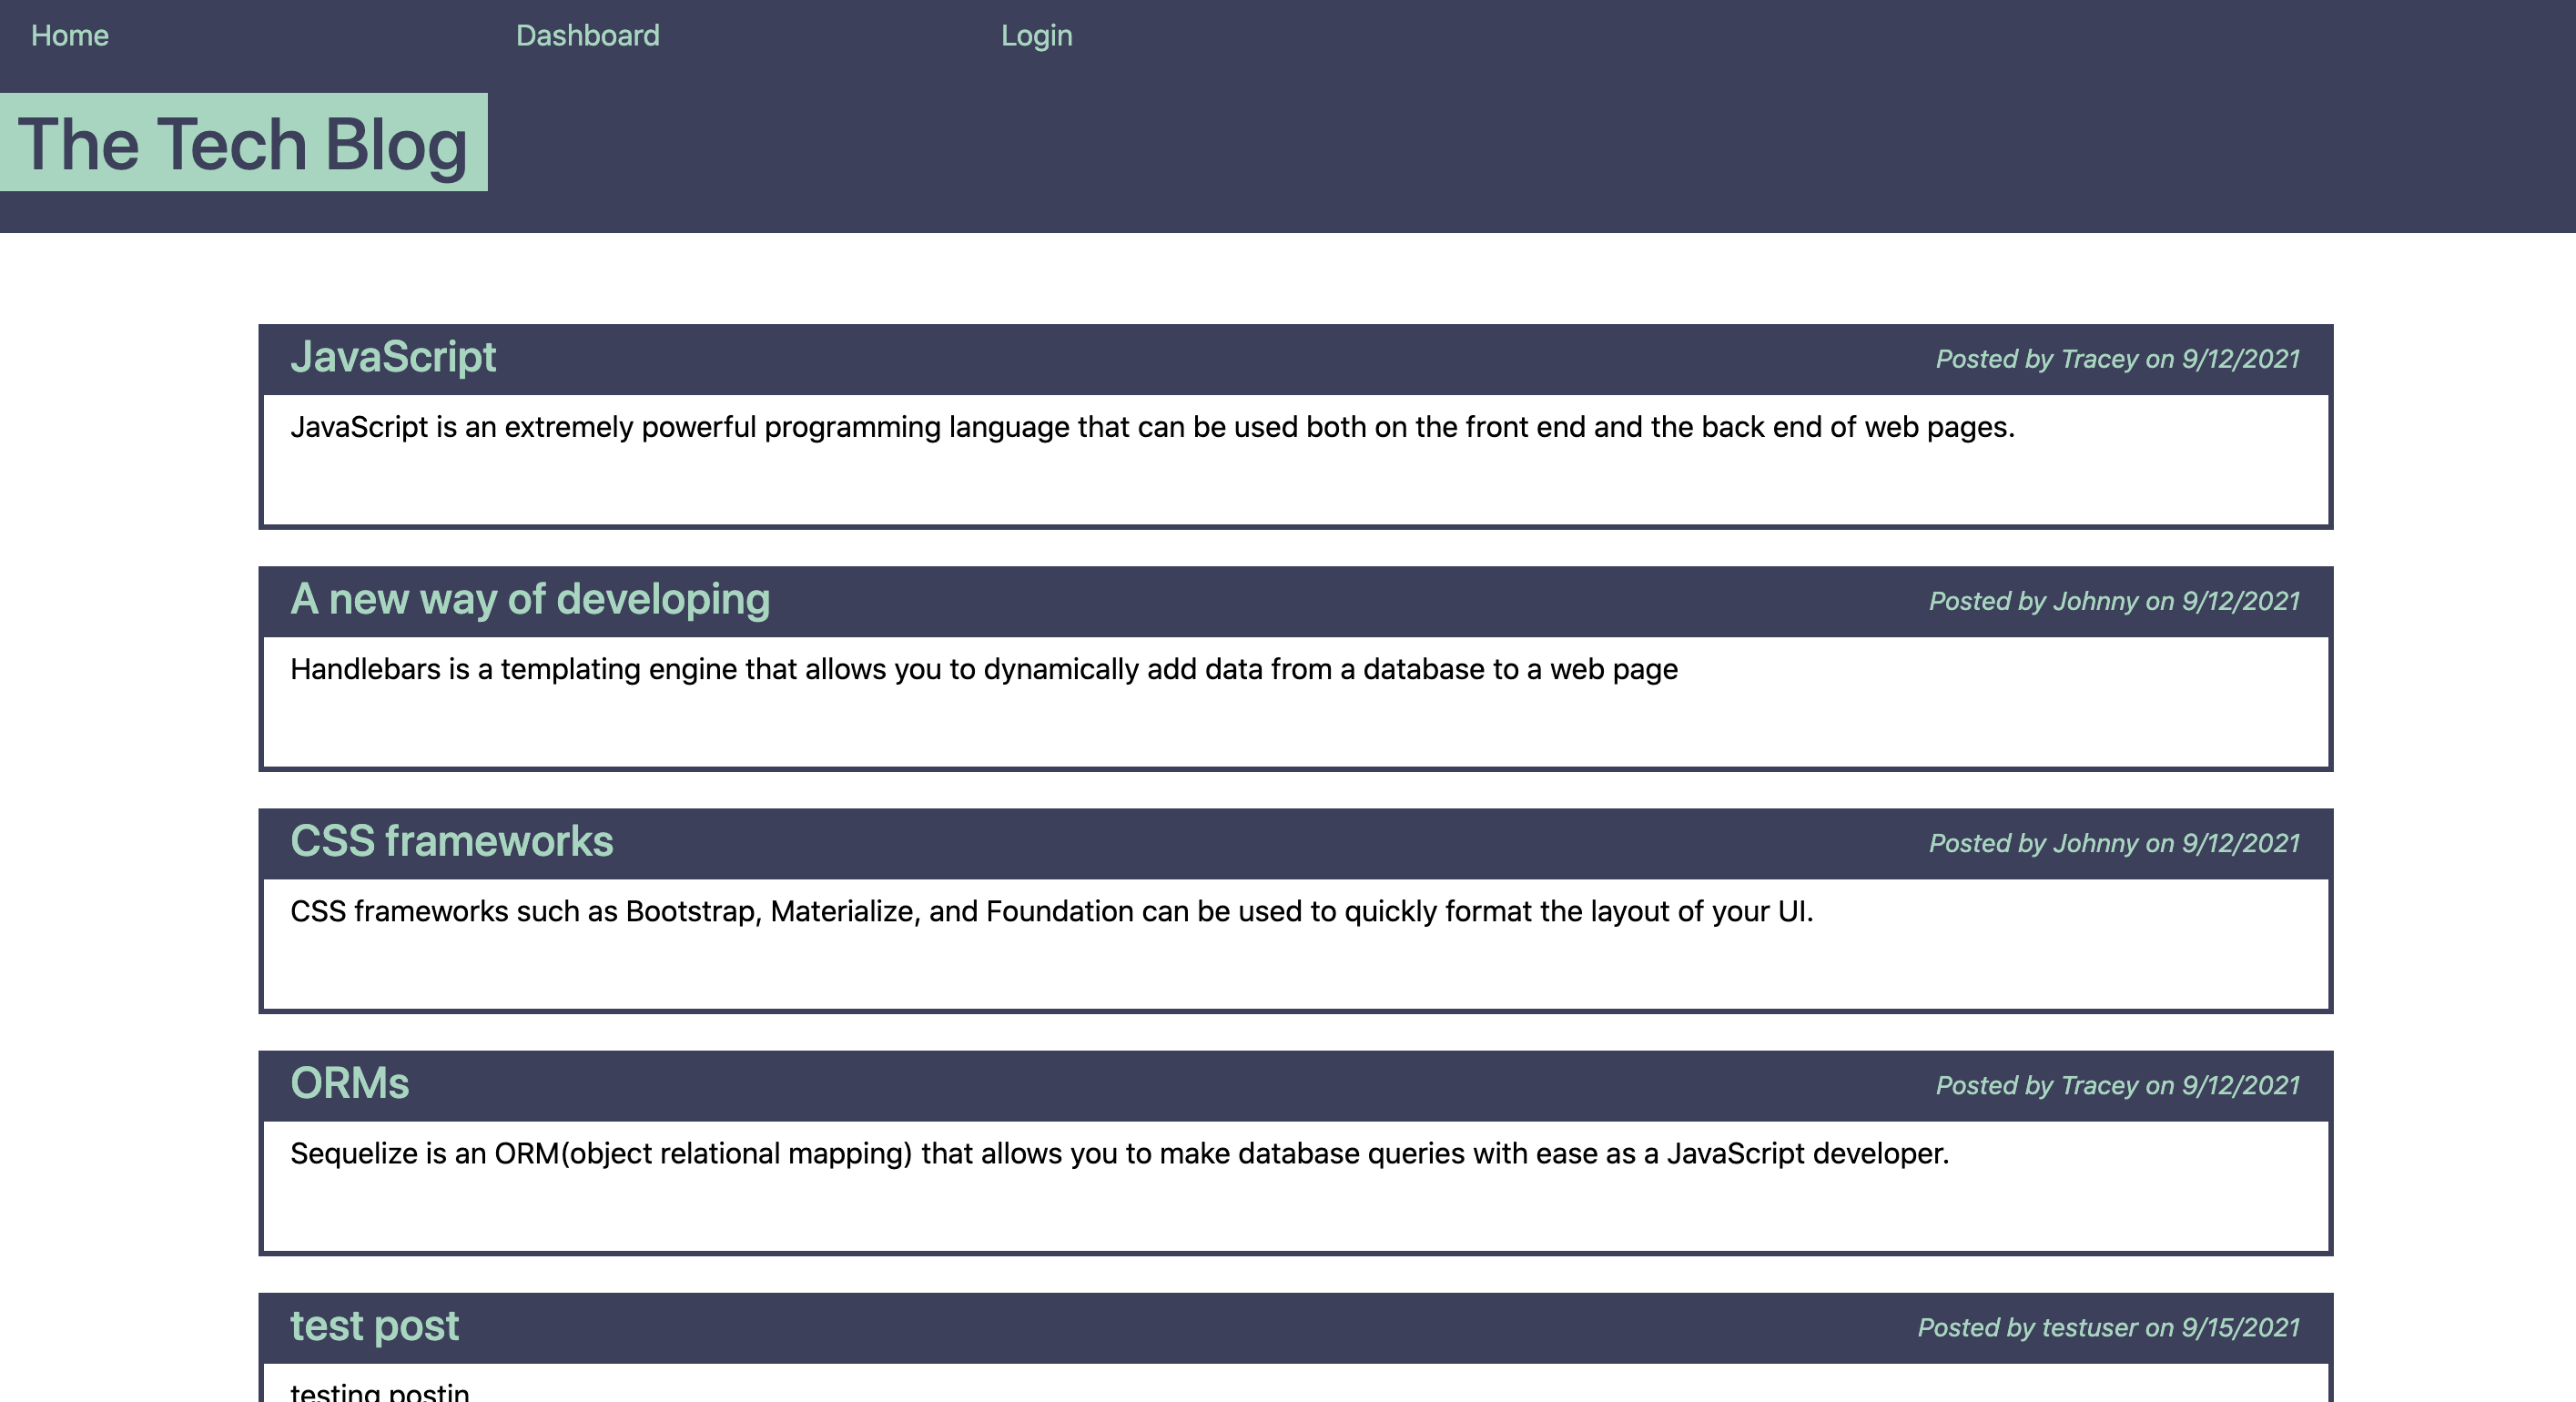 Home Dashboard Login
The Tech Blog
JavaScript Posted by Tracey on 9/12/2021
JavaScript is an extremely powerful programming language that can be used both on the front end and the back end of web pages.
A new way of developing Posted by Johnny on 9/12/2021
Handlebars is a templating engine that allows you to dynamically add data from a database to a web page
CSS frameworks Posted by Johnny on 9/12/2021
CSS frameworks such as Bootstrap, Materialize, and Foundation can be used to quickly format the layout of your UI.
ORMs Posted by Tracey on 9/12/2021
Sequelize is an ORM(object relational mapping) that allows you to make database queries with ease as a JavaScript developer.
test post Posted by testuser on 9/15/2021
testing postin